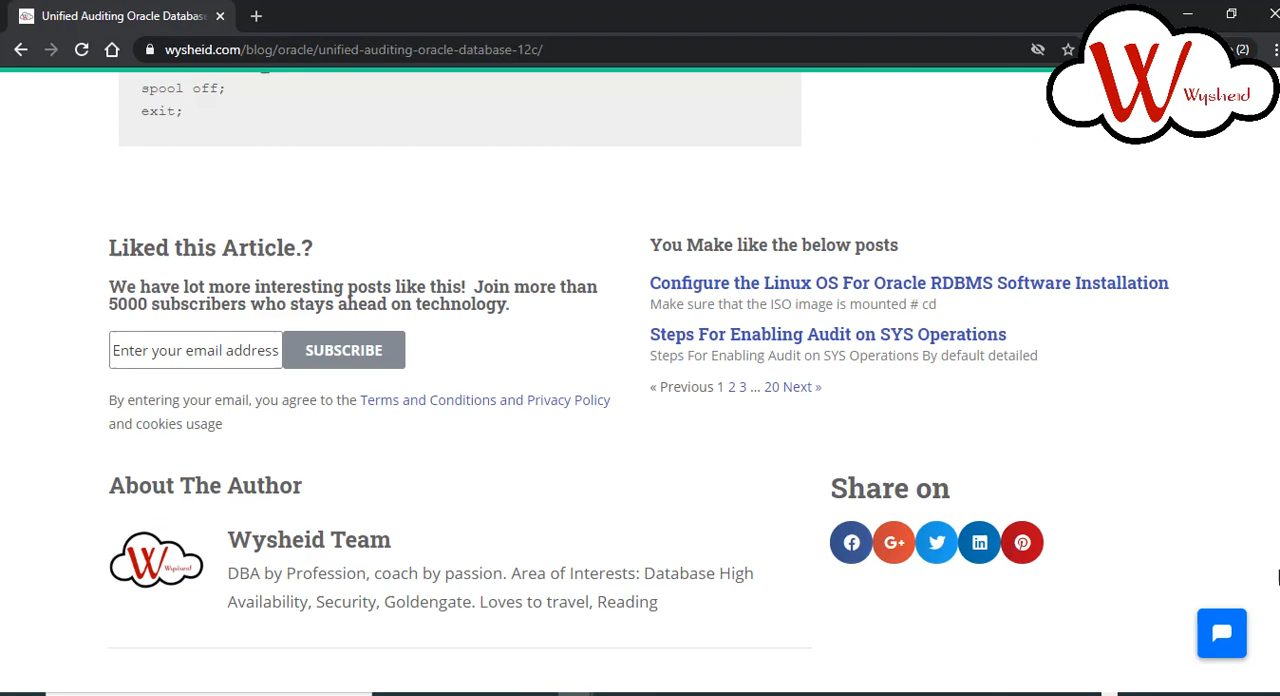 Unified Auditing Oracle Databas
wysheid.com/blog/oracle/unified-auditing-oracle-database-12c/
(2)
W Wysheid
spool off;
exit;
Liked this Article.?
We have lot more interesting posts like this! Join more than
5000 subscribers who stays ahead on technology.
Enter your email address
SUBSCRIBE
By entering your email, you agree to the Terms and Conditions and Privacy Policy
and cookies usage
You Make like the below posts
Configure the Linux OS For Oracle RDBMS Software Installation
Make sure that the ISO image is mounted # cd
Steps For Enabling Audit on SYS Operations
Steps For Enabling Audit on SYS Operations By default detailed
« Previous 1 2 3 … 20 Next »
About The Author
W Wysheid
Wysheid Team
DBA by Profession, coach by passion. Area of Interests: Database High
Availability, Security, Goldengate. Loves to travel, Reading
Share on
G+
in